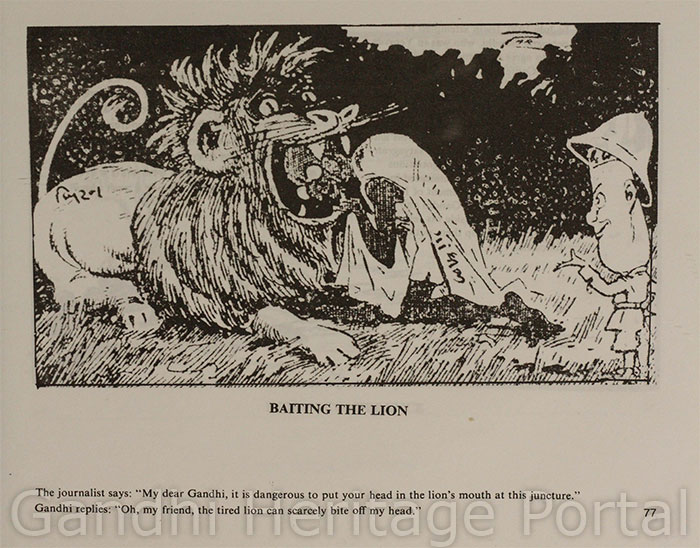 BAITING THE LION
The journalist says: "My dear Gandhi, it is dangerous to put your head in the lion's mouth at this juncture."
Gandhi replies: "Oh, my friend, the tired lion can scarcely bite off my head."
77
Gandhi Heritage Portal